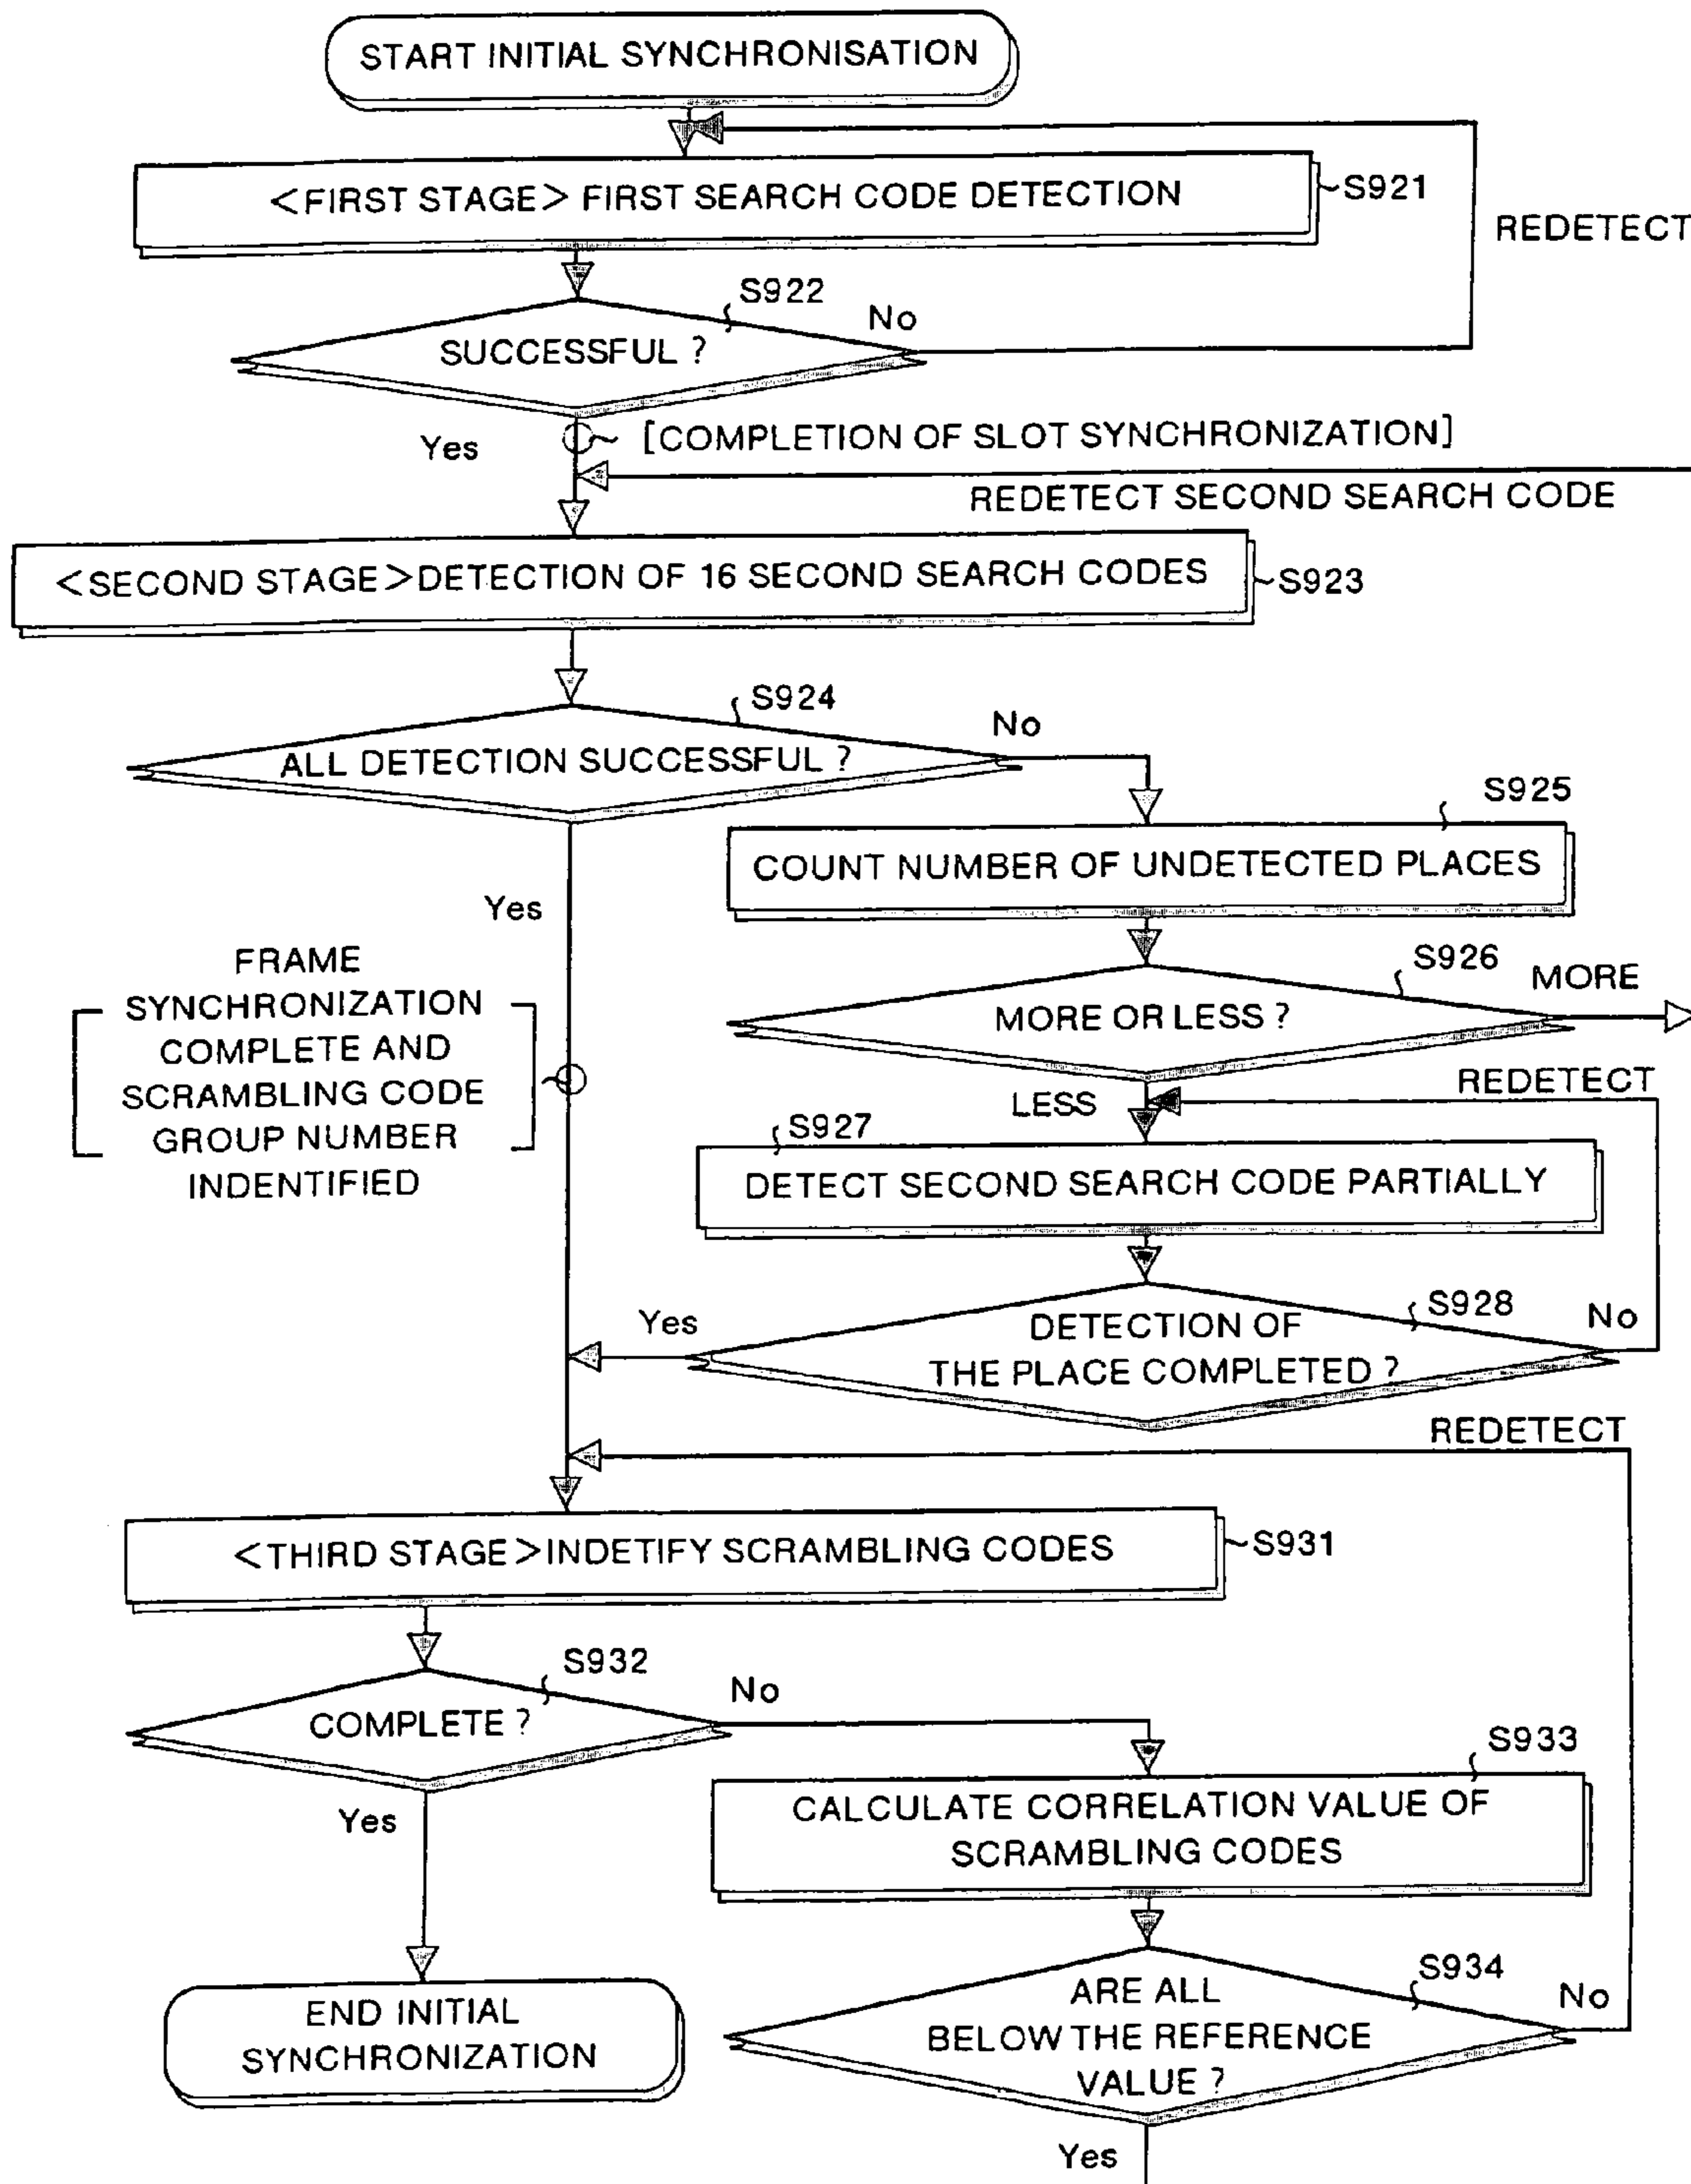 START INITIAL SYNCHRONISATION
<FIRST STAGE> FIRST SEARCH CODE DETECTION
S921
REDETECT
S922
No
SUCCESSFUL ?
Yes
[COMPLETION OF SLOT SYNCHRONIZATION]
REDETECT SECOND SEARCH CODE
<SECOND STAGE>DETECTION OF 16 SECOND SEARCH CODES
S923
S924
No
ALL DETECTION SUCCESSFUL ?
S925
COUNT NUMBER OF UNDETECTED PLACES
Yes
FRAME
SYNCHRONIZATION
COMPLETE AND
SCRAMBLING CODE
GROUP NUMBER
INDENTIFIED
S926
MORE
MORE OR LESS ?
REDETECT
LESS
S927
DETECT SECOND SEARCH CODE PARTIALLY
S928
No
Yes
DETECTION OF
THE PLACE COMPLETED ?
REDETECT
<THIRD STAGE>INDETIFY SCRAMBLING CODES
S931
S932
No
COMPLETE ?
S933
Yes
CALCULATE CORRELATION VALUE OF
SCRAMBLING CODES
S934
No
ARE ALL
BELOW THE REFERENCE
VALUE ?
END INITIAL
SYNCHRONIZATION
Yes